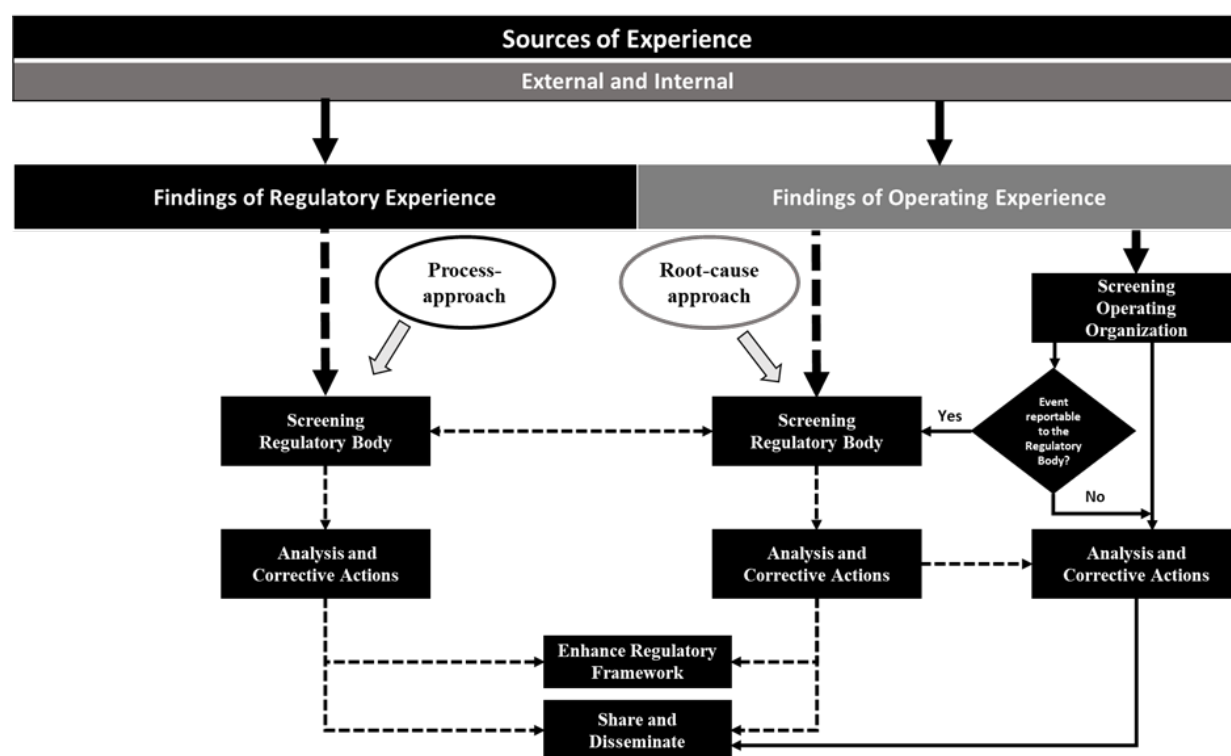 Sources of Experience
External and Internal
Findings of Regulatory Experience
Findings of Operating Experience
Process-
approach
Root-cause
approach
Screening
Operating
Organization
Screening
Regulatory Body
Screening
Regulatory Body
Yes
Event
reportable
to the
Regulatory
Body?
No
Analysis and
Corrective Actions
Analysis and
Corrective Actions
Analysis and
Corrective Actions
Enhance Regulatory
Framework
Share and
Disseminate